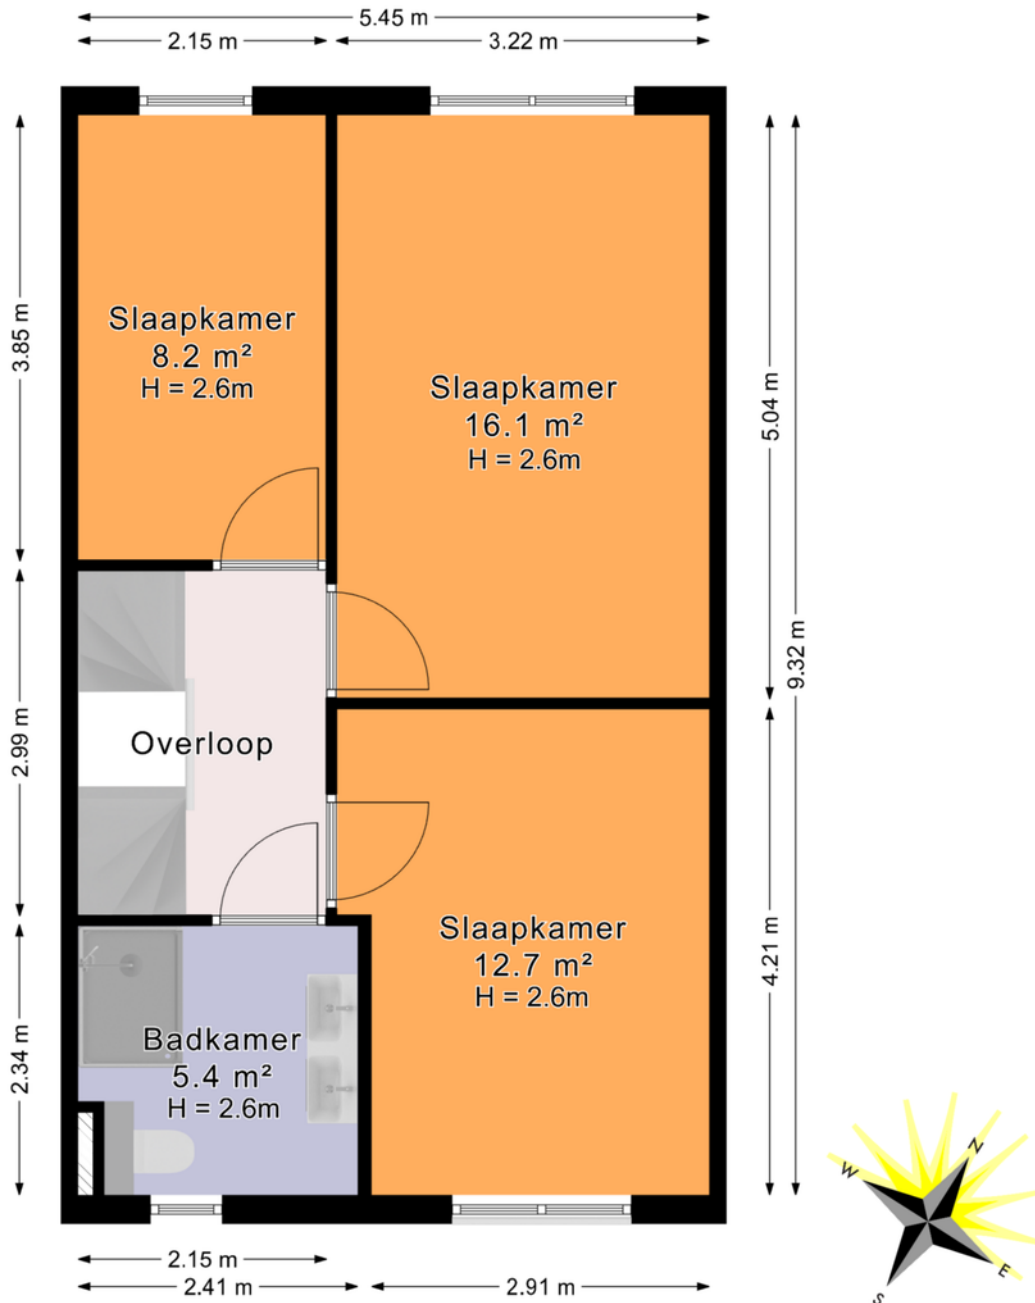 5.45 m
2.15 m
3.22 m
3.85 m
Slaapkamer
8.2 m²
H = 2.6m
Slaapkamer
16.1 m²
H = 2.6m
5.04 m
9.32 m
2.99 m
Overloop
Slaapkamer
12.7 m²
H = 2.6m
4.21 m
2.34 m
Badkamer
5.4 m²
H = 2.6m
N
W
E
S
2.15 m
2.41 m
2.91 m